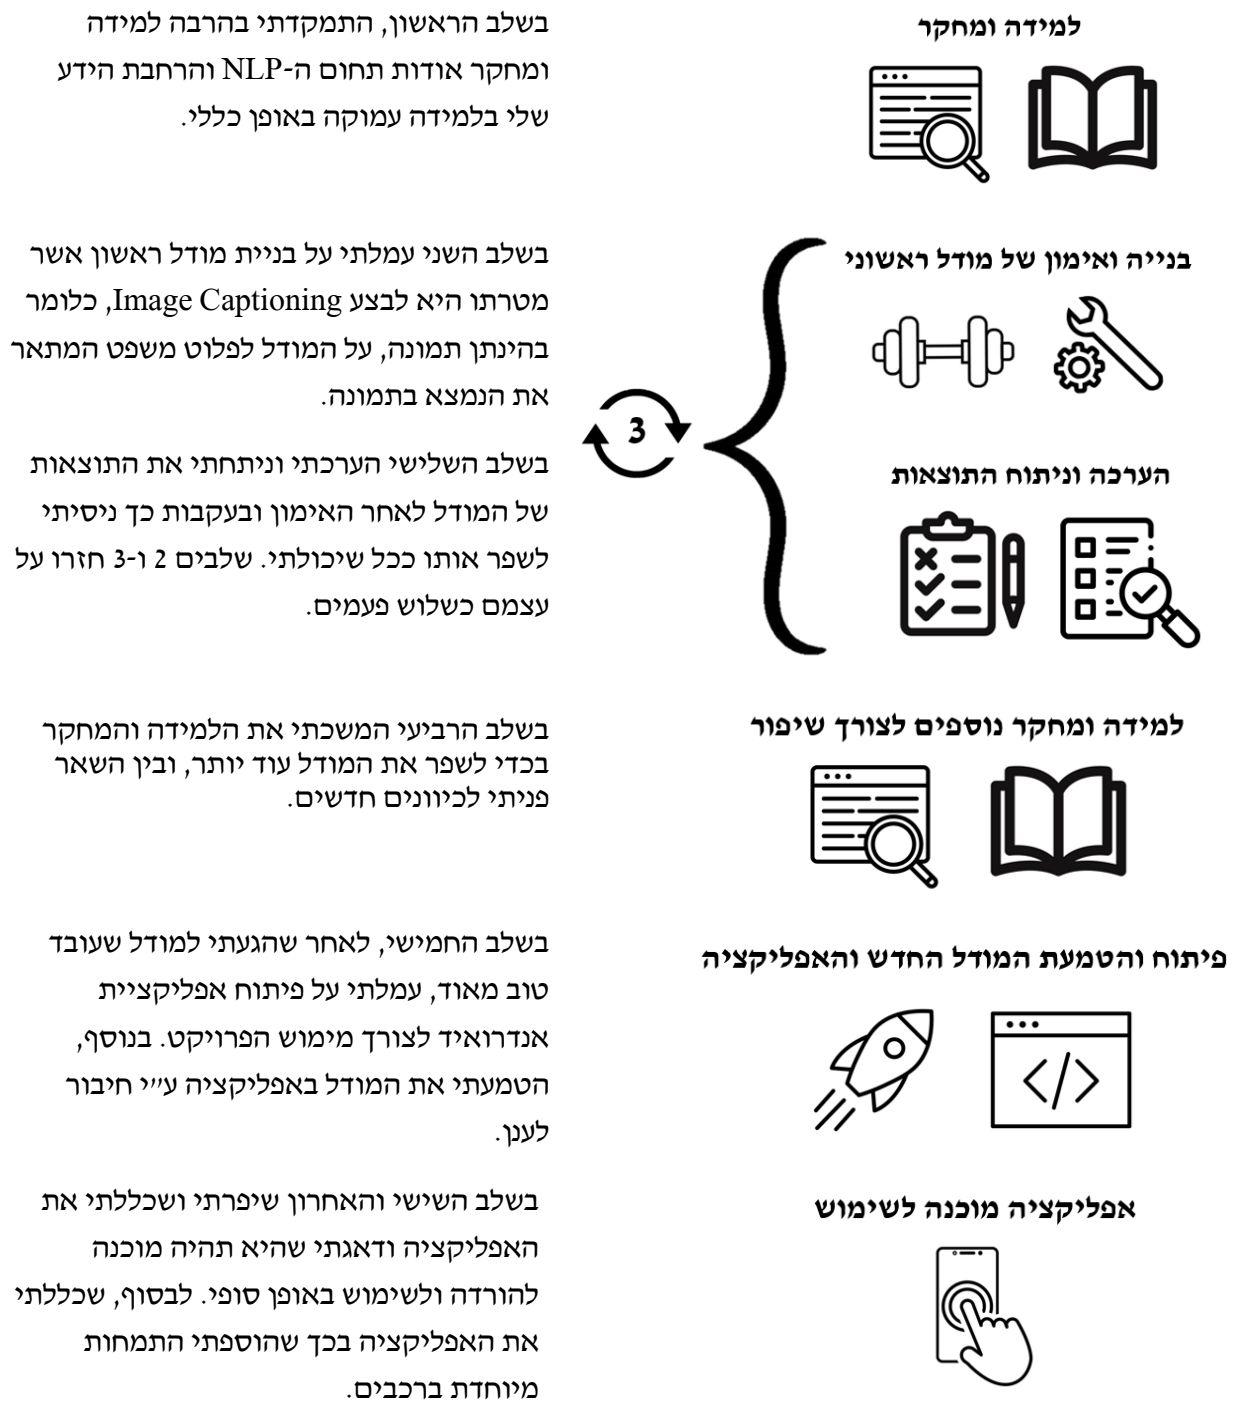 למידה ומחקר
בשלב הראשון, התמקדתי בהרבה למידה
ומחקר אודות תחום ה-NLP והרחבת הידע
שלי בלמידה עמוקה באופן כללי.
בנייה ואימון של מודל ראשוני
בשלב השני עמלתי על בניית מודל ראשון אשר
מטרתו היא לבצע Image Captioning, כלומר
בהינתן תמונה, על המודל לפלוט משפט המתאר
את הנמצא בתמונה.
3
הערכה וניתוח התוצאות
בשלב השלישי הערכתי וניתחתי את התוצאות
של המודל לאחר האימון ובעקבות כך ניסיתי
לשפר אותו ככל שיכולתי. שלבים 2 ו-3 חזרו על
עצמם כשלוש פעמים.
למידה ומחקר נוספים לצורך שיפור
בשלב הרביעי המשכתי את הלמידה והמחקר
בכדי לשפר את המודל עוד יותר, ובין השאר
פניתי לכיוונים חדשים.
פיתוח והטמעת המודל החדש והאפליקציה
בשלב החמישי, לאחר שהגעתי למודל שעובד
טוב מאוד, עמלתי על פיתוח אפליקציית
אנדרואיד לצורך מימוש הפרויקט. בנוסף,
הטמעתי את המודל באפליקציה ע״י חיבור
לענן.
אפליקציה מוכנה לשימוש
בשלב השישי והאחרון שיפרתי ושכללתי את
האפליקציה ודאגתי שהיא תהיה מוכנה
להורדה ולשימוש באופן סופי. לבסוף, שכללתי
את האפליקציה בכך שהוספתי התמחות
מיוחדת ברכבים.